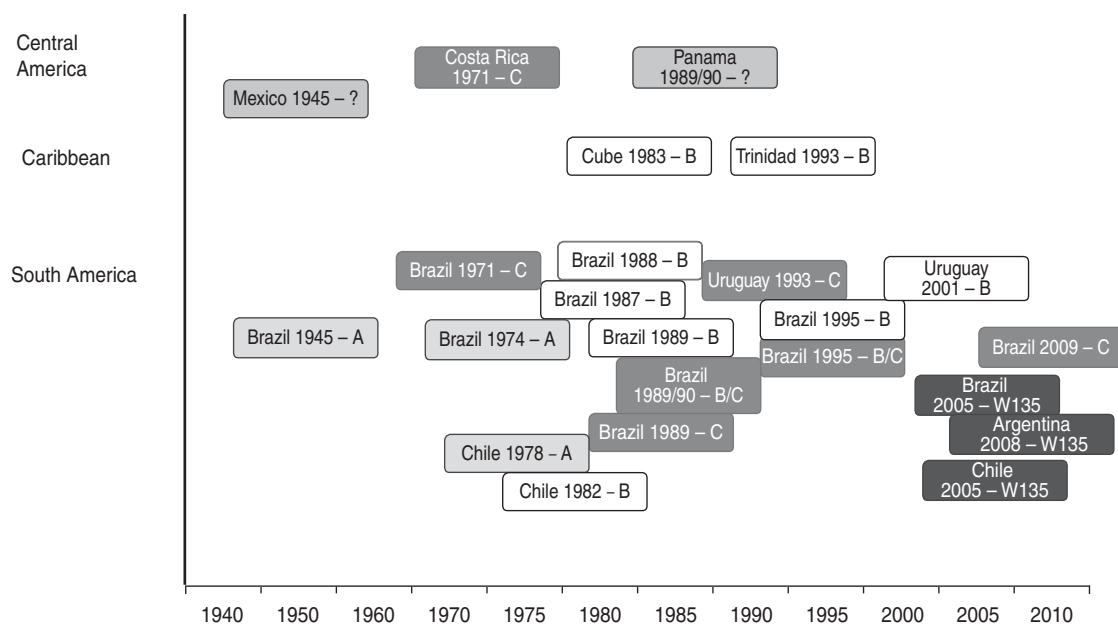 Central
America
Costa Rica
1971 – C
Panama
1989/90 – ?
Mexico 1945 – ?
Caribbean
Cube 1983 – B
Trinidad 1993 – B
South America
Brazil 1971 – C
Brazil 1988 – B
Uruguay 1993 – C
Uruguay
2001 – B
Brazil 1987 – B
Brazil 1945 – A
Brazil 1974 – A
Brazil 1989 – B
Brazil 1995 – B
Brazil 2009 – C
Brazil 1995 – B/C
Brazil
1989/90 – B/C
Brazil
2005 – W135
Brazil 1989 – C
Argentina
2008 – W135
Chile 1978 – A
Chile
2005 – W135
Chile 1982 – B
1940 1950 1960 1970 1975 1980 1985 1990 1995 2000 2005 2010